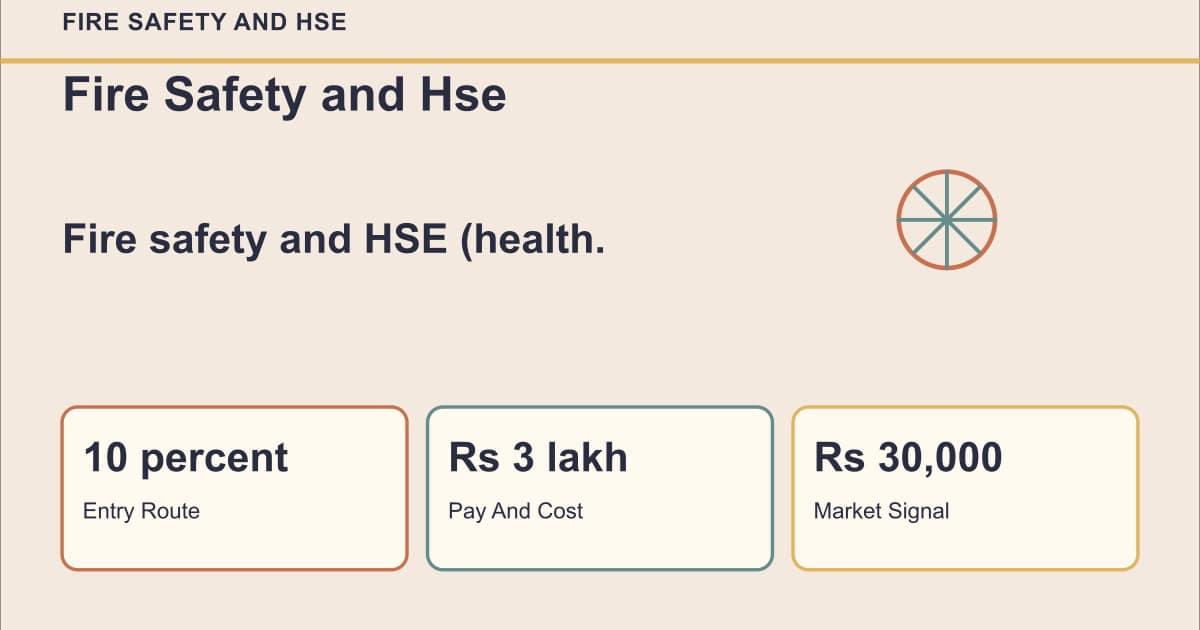 FIRE SAFETY AND HSE
Fire Safety and Hse
Fire safety and HSE (health.
10 percent
Entry Route
Rs 3 lakh
Pay And Cost
Rs 30,000
Market Signal